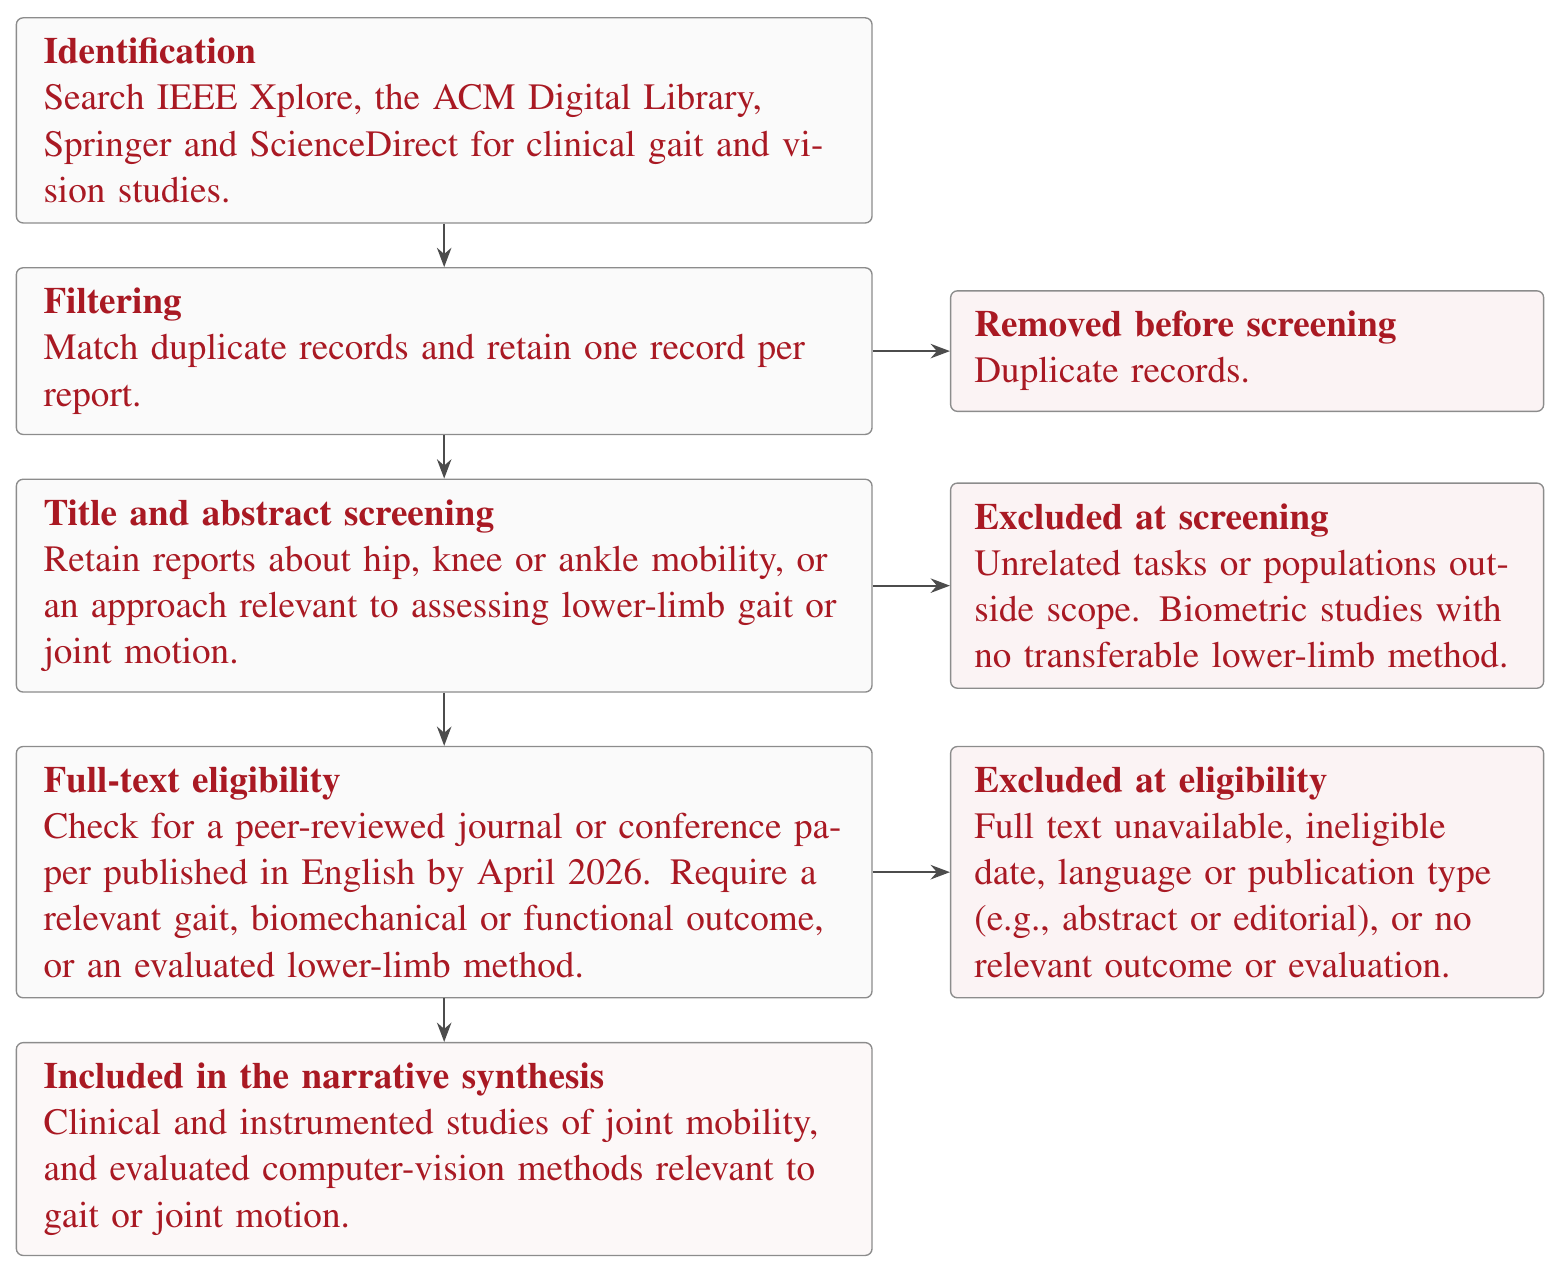 Identification
Search IEEE Xplore, the ACM Digital Library,
Springer and ScienceDirect for clinical gait and vi-
sion studies.
Filtering
Match duplicate records and retain one record per
report.
Removed before screening
Duplicate records.
Title and abstract screening
Retain reports about hip, knee or ankle mobility, or
an approach relevant to assessing lower-limb gait or
joint motion.
Excluded at screening
Unrelated tasks or populations out-
side scope. Biometric studies with
no transferable lower-limb method.
Full-text eligibility
Check for a peer-reviewed journal or conference pa-
per published in English by April 2026. Require a
relevant gait, biomechanical or functional outcome,
or an evaluated lower-limb method.
Excluded at eligibility
Full text unavailable, ineligible
date, language or publication type
(e.g., abstract or editorial), or no
relevant outcome or evaluation.
Included in the narrative synthesis
Clinical and instrumented studies of joint mobility,
and evaluated computer-vision methods relevant to
gait or joint motion.